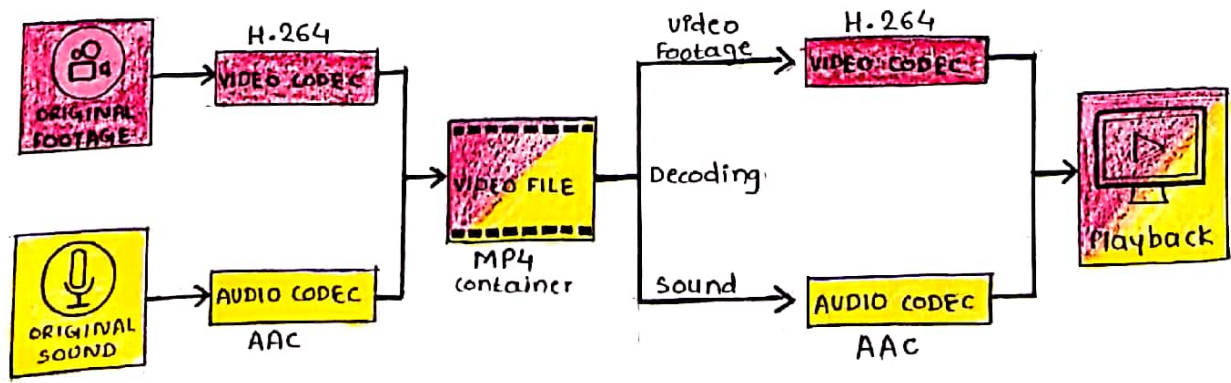 ORIGINAL
FOOTAGE
H.264
VIDEO CODEC
ORIGINAL
SOUND
AUDIO CODEC
AAC
VIDEO FILE
MP4
container
Video
Footage
Decoding
Sound
H.264
VIDEO CODEC
AUDIO CODEC
AAC
Playback